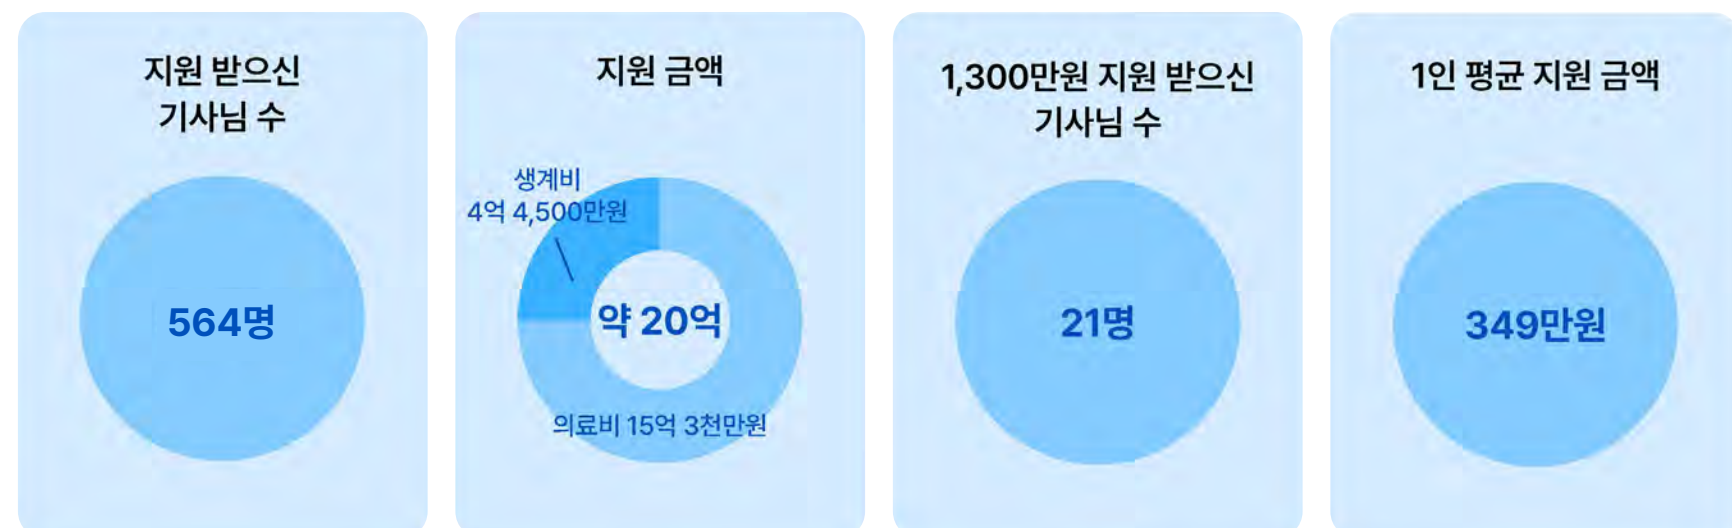 지원 받으신
기사님 수
564명
지원 금액
생계비
4억 4,500만원
약 20억
의료비 15억 3천만원
1,300만원 지원 받으신
기사님 수
21명
1인 평균 지원 금액
349만원